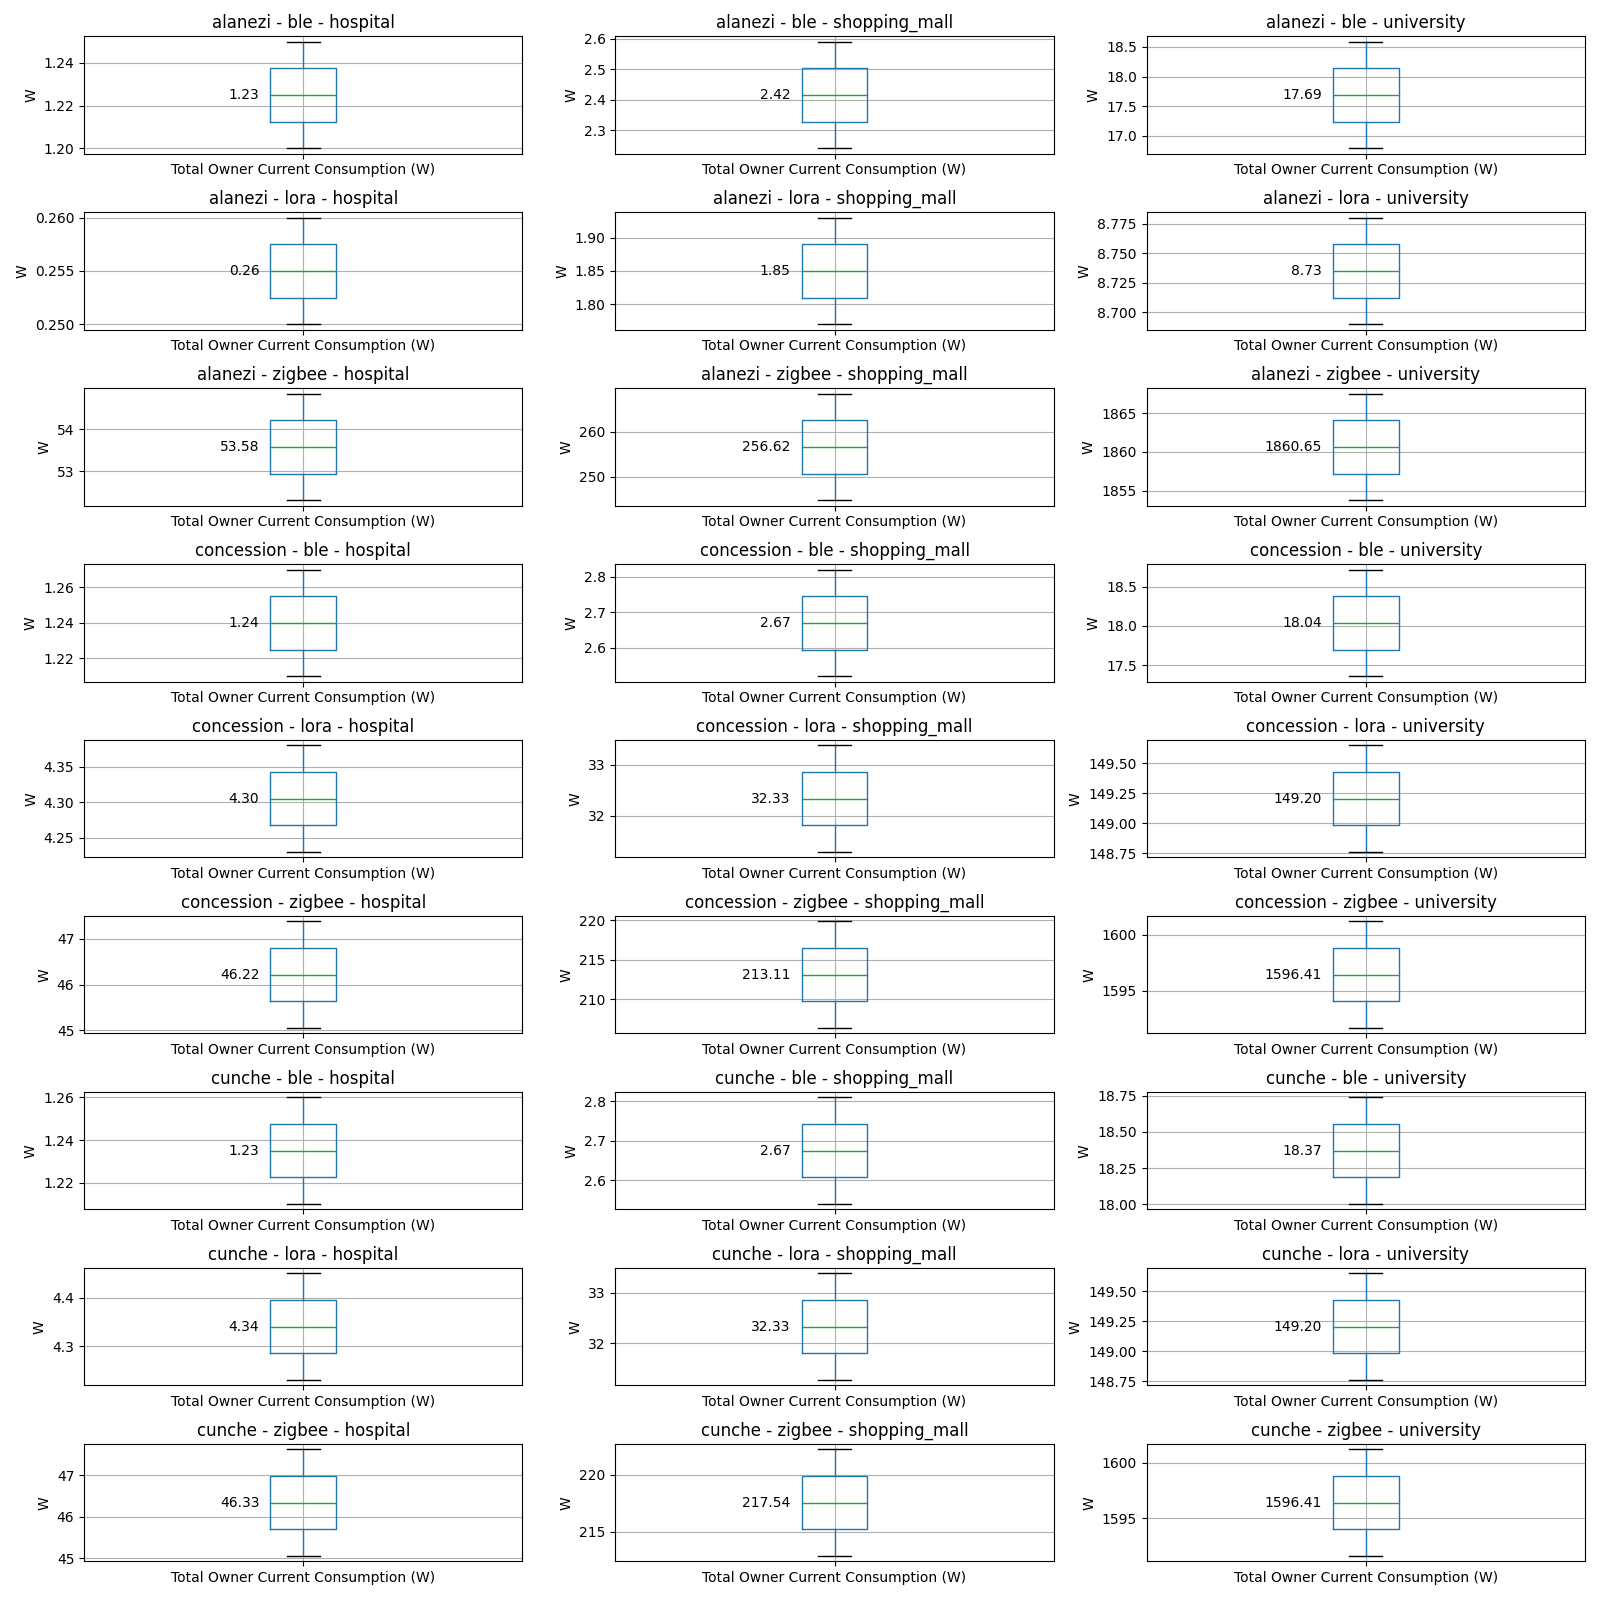 alanezi - ble - hospital
alanezi - ble - shopping_mall
alanezi - ble - university
W
1.24
1.22
1.20
1.23
Total Owner Current Consumption (W)
W
2.6
2.5
2.4
2.3
2.42
Total Owner Current Consumption (W)
W
18.5
18.0
17.5
17.0
17.69
Total Owner Current Consumption (W)
alanezi - lora - hospital
alanezi - lora - shopping_mall
alanezi - lora - university
W
0.260
0.255
0.250
0.26
Total Owner Current Consumption (W)
W
1.90
1.85
1.80
1.85
Total Owner Current Consumption (W)
W
8.775
8.750
8.725
8.700
8.73
Total Owner Current Consumption (W)
alanezi - zigbee - hospital
alanezi - zigbee - shopping_mall
alanezi - zigbee - university
W
54
53
53.58
Total Owner Current Consumption (W)
W
260
250
256.62
Total Owner Current Consumption (W)
W
1865
1860
1855
1860.65
Total Owner Current Consumption (W)
concession - ble - hospital
concession - ble - shopping_mall
concession - ble - university
W
1.26
1.24
1.22
1.24
Total Owner Current Consumption (W)
W
2.8
2.7
2.6
2.67
Total Owner Current Consumption (W)
W
18.5
18.0
17.5
18.04
Total Owner Current Consumption (W)
concession - lora - hospital
concession - lora - shopping_mall
concession - lora - university
W
4.35
4.30
4.25
4.30
Total Owner Current Consumption (W)
W
33
32
32.33
Total Owner Current Consumption (W)
W
149.50
149.25
149.00
148.75
149.20
Total Owner Current Consumption (W)
concession - zigbee - hospital
concession - zigbee - shopping_mall
concession - zigbee - university
W
47
46
45
46.22
Total Owner Current Consumption (W)
W
220
215
210
213.11
Total Owner Current Consumption (W)
W
1600
1595
1596.41
Total Owner Current Consumption (W)
cunche - ble - hospital
cunche - ble - shopping_mall
cunche - ble - university
W
1.26
1.24
1.22
1.23
Total Owner Current Consumption (W)
W
2.8
2.7
2.6
2.67
Total Owner Current Consumption (W)
W
18.75
18.50
18.25
18.00
18.37
Total Owner Current Consumption (W)
cunche - lora - hospital
cunche - lora - shopping_mall
cunche - lora - university
W
4.4
4.3
4.34
Total Owner Current Consumption (W)
W
33
32
32.33
Total Owner Current Consumption (W)
W
149.50
149.25
149.00
148.75
149.20
Total Owner Current Consumption (W)
cunche - zigbee - hospital
cunche - zigbee - shopping_mall
cunche - zigbee - university
W
47
46
45
46.33
Total Owner Current Consumption (W)
W
220
215
217.54
Total Owner Current Consumption (W)
W
1600
1595
1596.41
Total Owner Current Consumption (W)